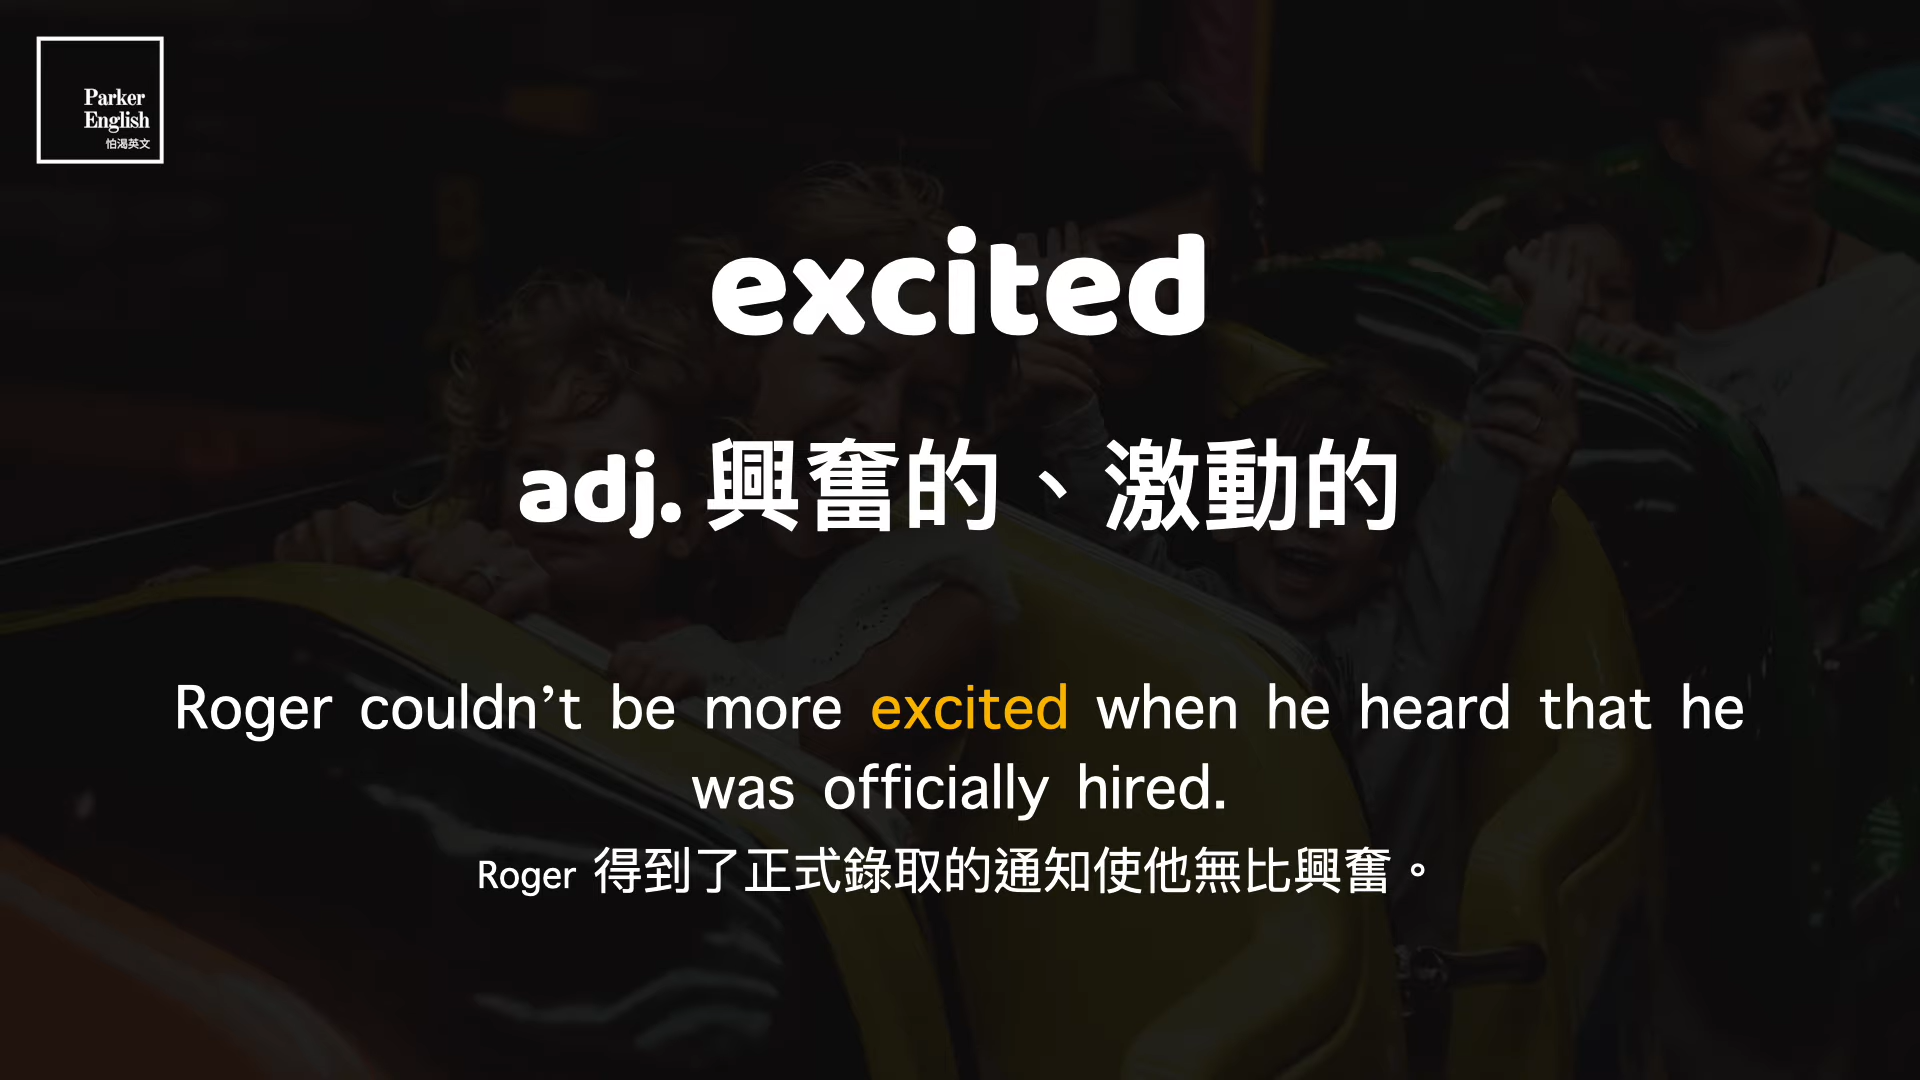 Parker
English
怕渴英文
excited
adj. 興奮的、激動的
Roger couldn’t be more excited when he heard that he
was officially hired.
Roger 得到了正式錄取的通知使他無比興奮。